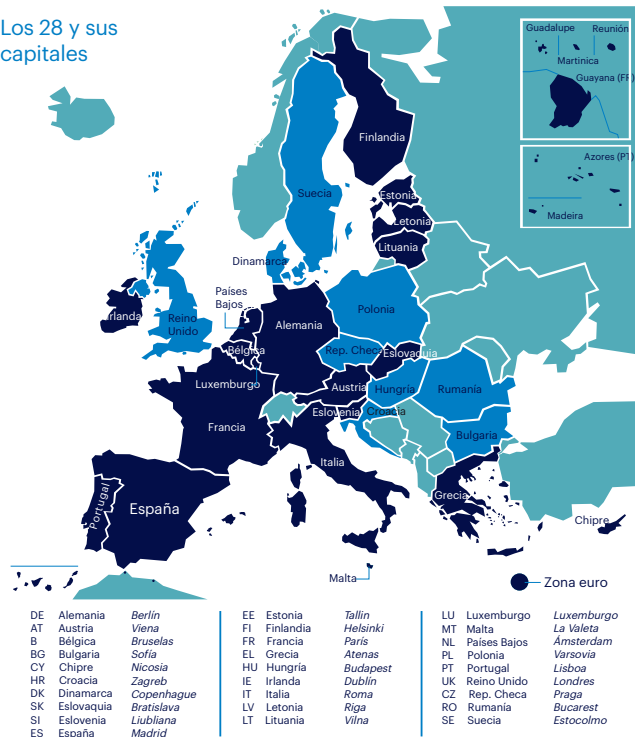 Los 28 y sus
capitales
Guadalupe
Reunión
Martinica
Guayana (FR)
Azores (PT)
Madeira
Finlandia
Suecia
Estonia
Letonia
Lituania
Dinamarca
Países
Bajos
Irlanda
Reino
Unido
Alemania
Polonia
Bélgica
Rep. Checa
Eslovaquia
Luxemburgo
Austria
Hungría
Rumanía
Eslovenia
Croacia
Francia
Bulgaria
Italia
Portugal
España
Grecia
Chipre
Malta
Zona euro
DE Alemania Berlín
AT Austria Viena
B Bélgica Bruselas
BG Bulgaria Sofía
CY Chipre Nicosia
HR Croacia Zagreb
DK Dinamarca Copenhague
SK Eslovaquia Bratislava
SI Eslovenia Liubliana
ES España Madrid
EE Estonia Tallin
FI Finlandia Helsinki
FR Francia París
EL Grecia Atenas
HU Hungría Budapest
IE Irlanda Dublín
IT Italia Roma
LV Letonia Riga
LT Lituania Vilna
LU Luxemburgo Luxemburgo
MT Malta La Valeta
NL Países Bajos Ámsterdam
PL Polonia Varsovia
PT Portugal Lisboa
UK Reino Unido Londres
CZ Rep. Checa Praga
RO Rumanía Bucarest
SE Suecia Estocolmo